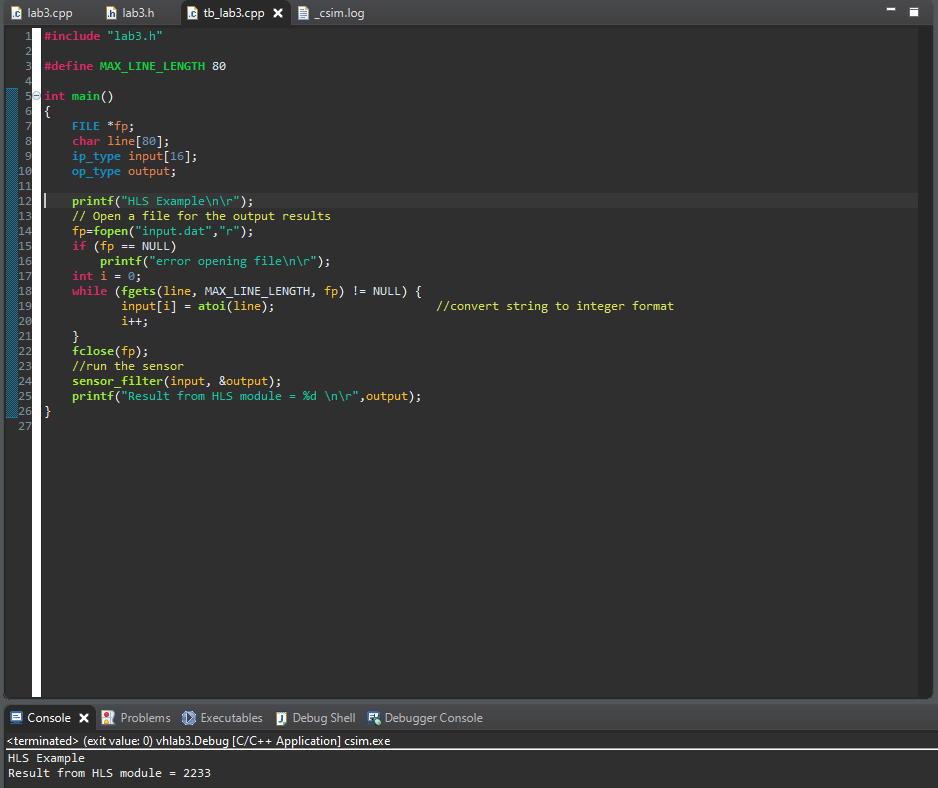 lab3.cpp lab3.h tb_lab3.cpp _csim.log
1 #include "lab3.h"
2
3 #define MAX_LINE_LENGTH 80
4
5 int main()
6 {
7 FILE *fp;
8 char line[80];
9 ip_type input[16];
10 op_type output;
11
12 printf("HLS Example\n\r");
13 // Open a file for the output results
14 fp=fopen("input.dat","r");
15 if (fp == NULL)
16 printf("error opening file\n\r");
17 int i = 0;
18 while (fgets(line, MAX_LINE_LENGTH, fp) != NULL) {
19 input[i] = atoi(line); //convert string to integer format
20 i++;
21 }
22 fclose(fp);
23 //run the sensor
24 sensor_filter(input, &output);
25 printf("Result from HLS module = %d \n\r",output);
26 }
27
Console Problems Executables Debug Shell Debugger Console
<terminated> (exit value: 0) vhlab3.Debug [C/C++ Application] csim.exe
HLS Example
Result from HLS module = 2233